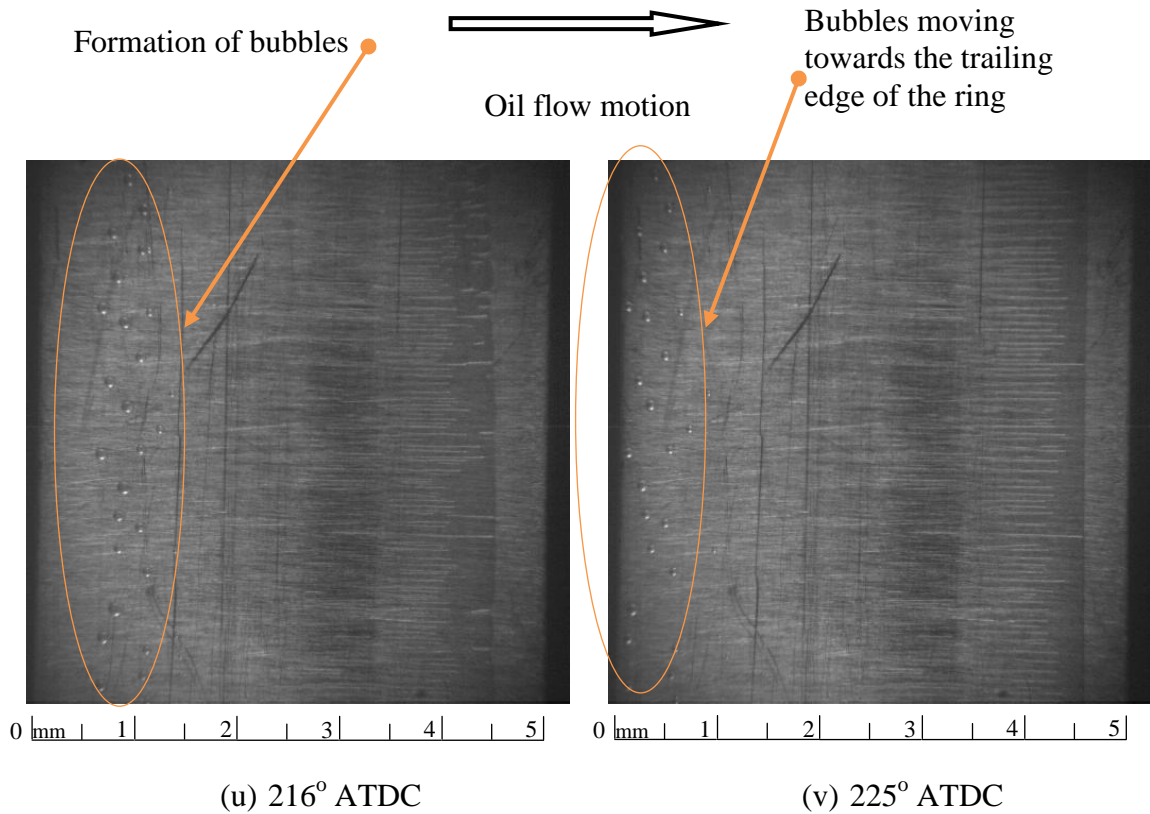 Formation of bubbles
Bubbles moving
towards the trailing
edge of the ring
Oil flow motion
0 mm 1 2 3 4 5
0 mm 1 2 3 4 5
(u) 216° ATDC
(v) 225° ATDC